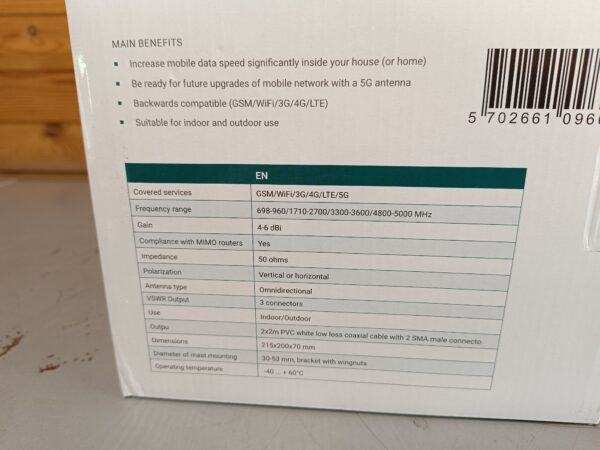 MAIN BENEFITS
▪ Increase mobile data speed significantly inside your house (or home)
▪ Be ready for future upgrades of mobile network with a 5G antenna
▪ Backwards compatible (GSM/WiFi/3G/4G/LTE)
▪ Suitable for indoor and outdoor use
5 702661 096
EN
Covered services GSM/WiFi/3G/4G/LTE/5G
Frequency range 698-960/1710-2700/3300-3600/4800-5000 MHz
Gain 4-6 dBi
Compliance with MIMO routers Yes
Impedance 50 ohms
Polarization Vertical or horizontal
Antenna type Omnidirectional
VSWR Output 3 connectors
Use Indoor/Outdoor
Outpu 2x2m PVC white low loss coaxial cable with 2 SMA male connecto
Dimensions 215x200x70 mm
Diameter of mast mounting 30-53 mm, bracket with wingnuts
Operating temperature -40 ... + 60°C